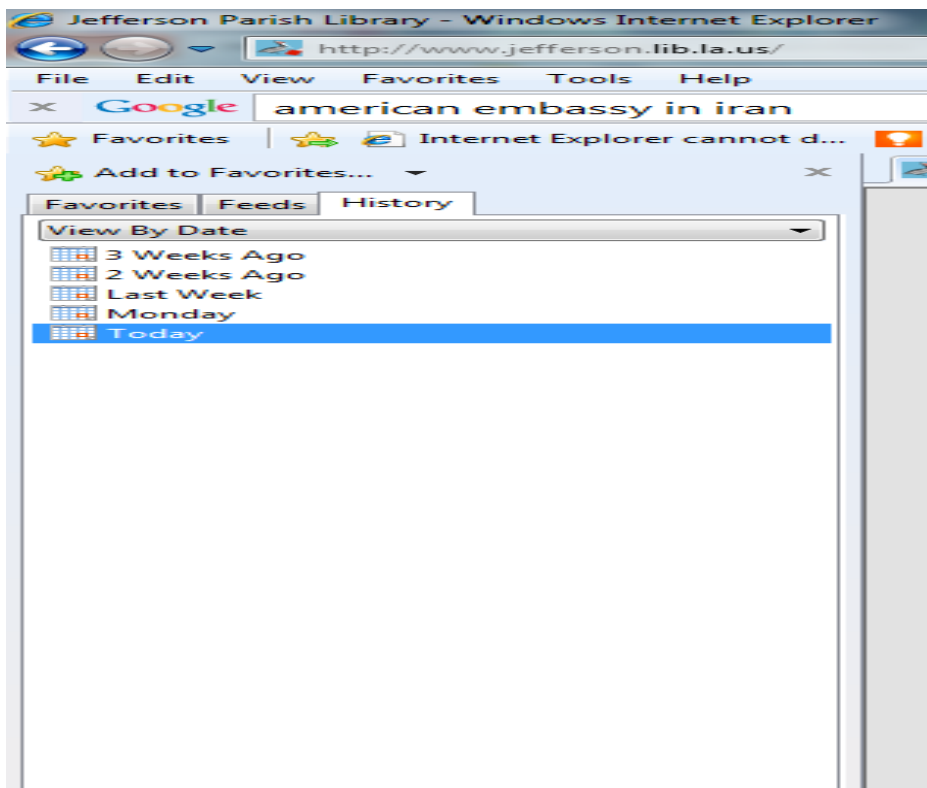 Jefferson Parish Library - Windows Internet Explorer
http://www.jefferson.lib.la.us/
File Edit View Favorites Tools Help
Google american embassy in iran
Favorites Internet Explorer cannot d...
Add to Favorites...
Favorites Feeds History
View By Date
3 Weeks Ago
2 Weeks Ago
Last Week
Monday
Today